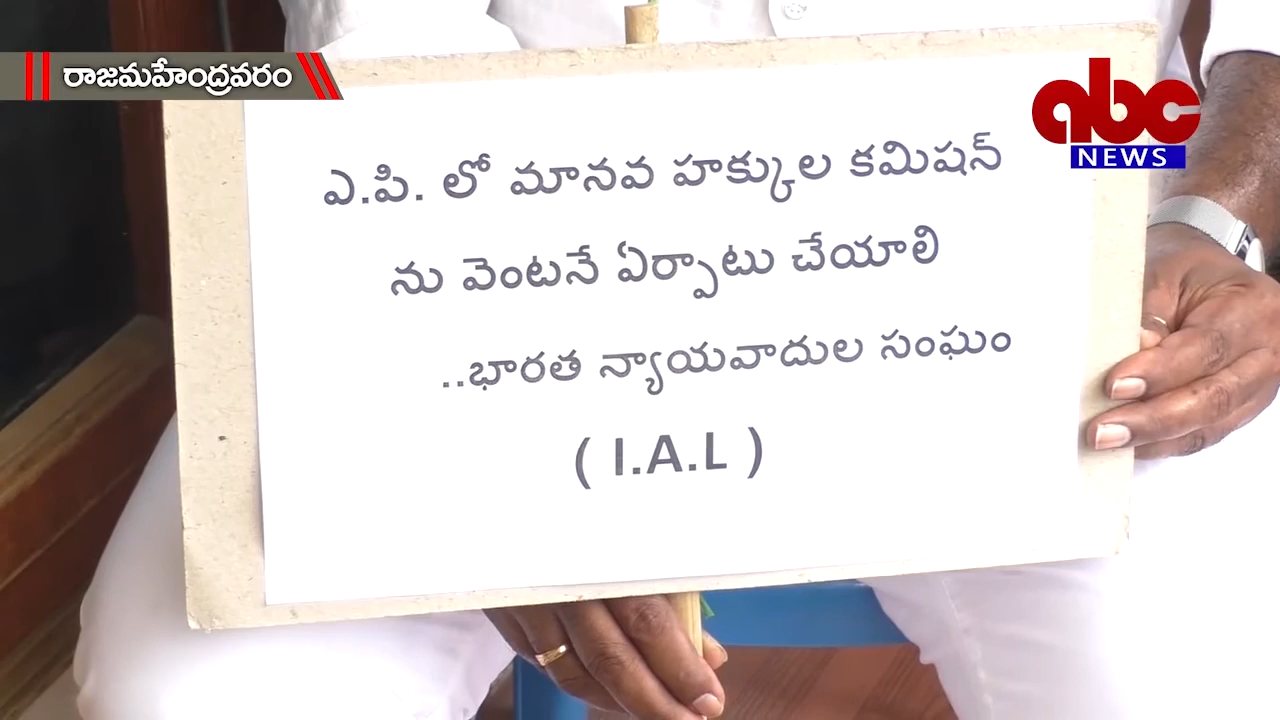 రాజమహేంద్రవరం
abc
NEWS
ఎ.పి. లో మానవ హక్కుల కమిషన్
ను వెంటనే ఏర్పాటు చేయాలి
..భారత న్యాయవాదుల సంఘం
( I.A.L )